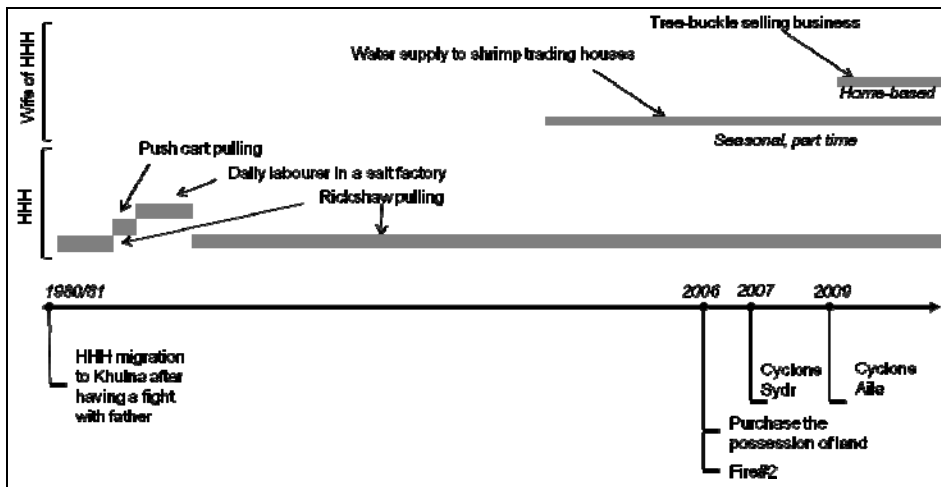 Tree-buckle selling business
Water supply to shrimp trading houses
Wife of HHH
Home-based
Seasonal, part time
Push cart pulling
Daily labourer in a salt factory
Rickshaw pulling
HHH
1980/81
2006
2007
2009
HHH migration
to Khulna after
having a fight
with father
Cyclone
Sydr
Cyclone
Aila
Purchase the
possession of land
Fire#2